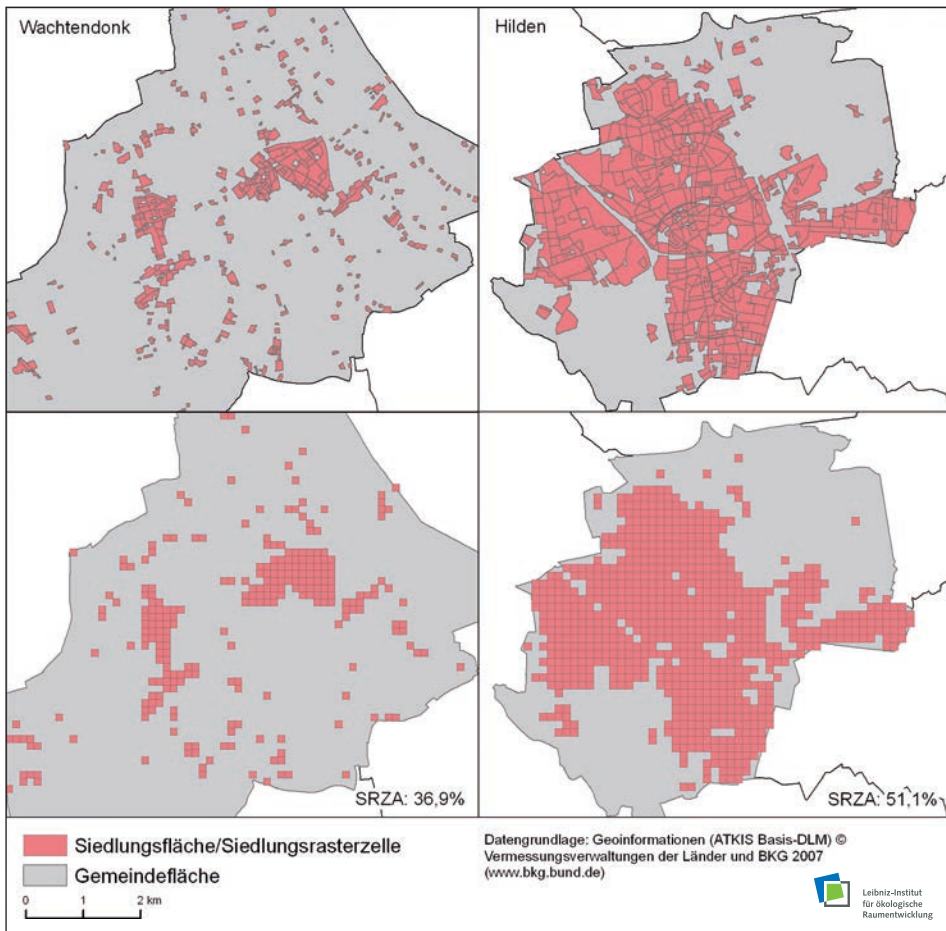 Wachtendonk
Hilden
SRZA: 36,9%
SRZA: 51,1%
Siedlungsfläche/Siedlungsrasterzelle
Gemeindefläche
0 1 2 km
Datengrundlage: Geoinformationen (ATKIS Basis-DLM) ©
Vermessungsverwaltungen der Länder und BKG 2007
(www.bkg.bund.de)
Leibniz-Institut
für ökologische
Raumentwicklung